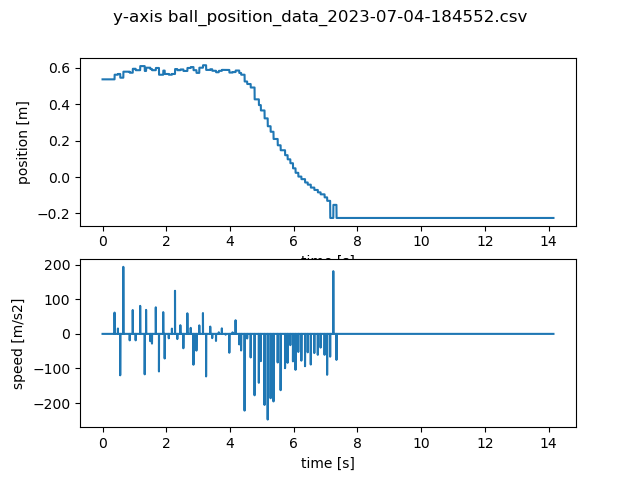 y-axis ball_position_data_2023-07-04-184552.csv
position [m]
0.6
0.4
0.2
0.0
−0.2
0 2 4 6 8 10 12 14
time [s]
speed [m/s2]
200
100
0
−100
−200
0 2 4 6 8 10 12 14
time [s]